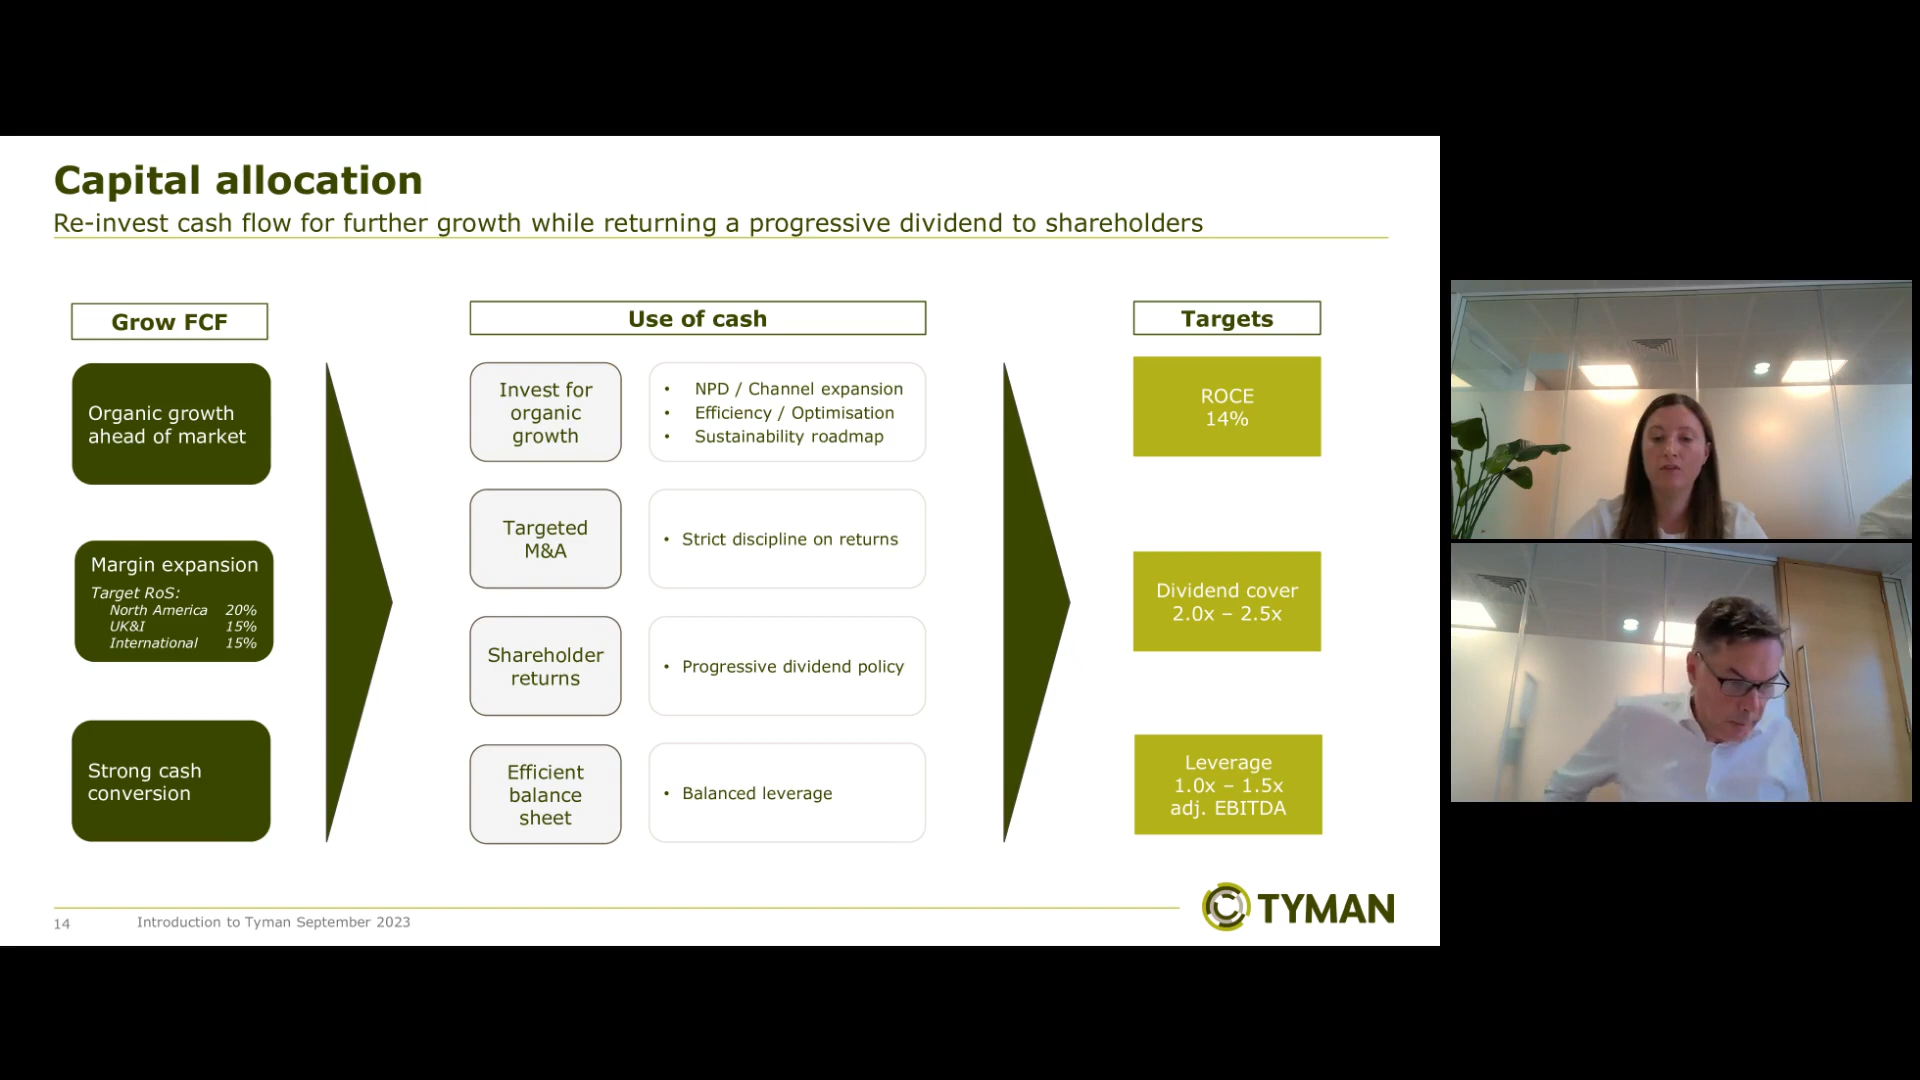 Capital allocation
Re-invest cash flow for further growth while returning a progressive dividend to shareholders
Grow FCF
Organic growth
ahead of market
Margin expansion
Target RoS:
North America 20%
UK&I 15%
International 15%
Strong cash
conversion
Use of cash
Invest for
organic
growth
• NPD / Channel expansion
• Efficiency / Optimisation
• Sustainability roadmap
Targeted
M&A
• Strict discipline on returns
Shareholder
returns
• Progressive dividend policy
Efficient
balance
sheet
• Balanced leverage
Targets
ROCE
14%
Dividend cover
2.0x – 2.5x
Leverage
1.0x – 1.5x
adj. EBITDA
14 Introduction to Tyman September 2023
TYMAN